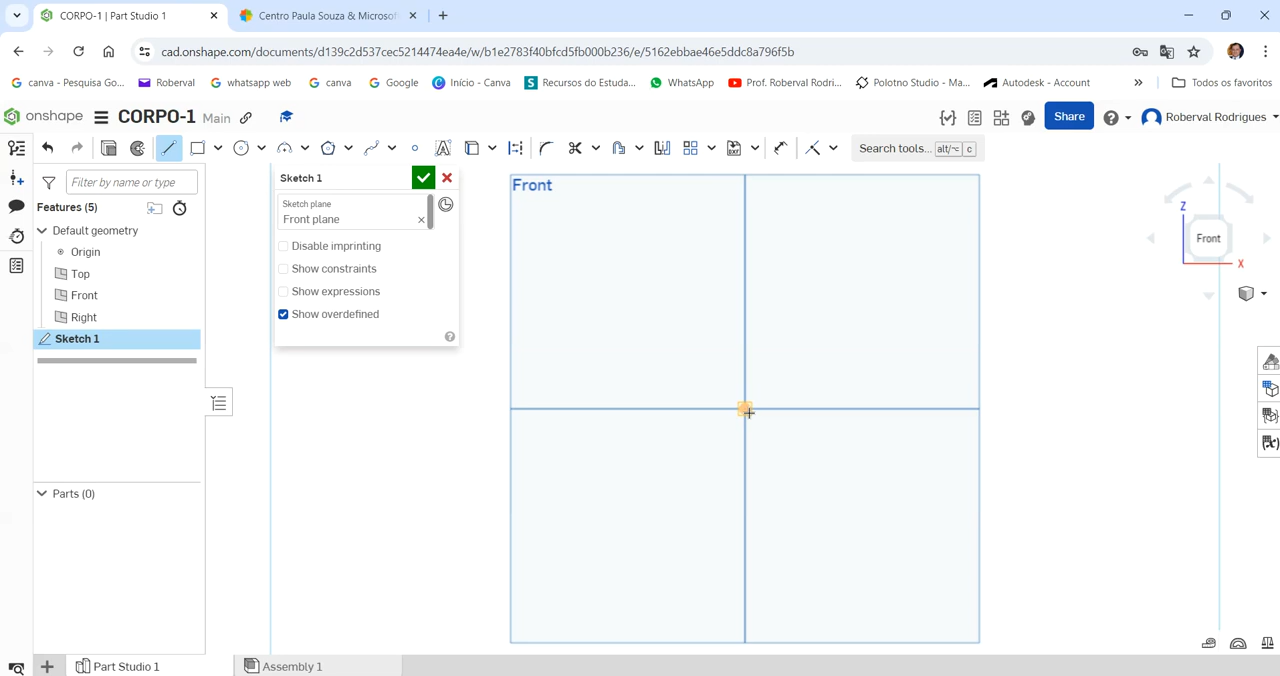 CORPO-1 | Part Studio 1
Centro Paula Souza & Microsof
cad.onshape.com/documents/d139c2d537cec5214474ea4e/w/b1e2783f40bfcd5fb000b236/e/5162ebbae46e5ddc8a796f5b
canva - Pesquisa Go...
Roberval
whatsapp web
canva
Google
Início - Canva
Recursos do Estuda...
WhatsApp
Prof. Roberval Rodri...
Polotno Studio - Ma...
Autodesk - Account
»
Todos os favoritos
onshape
CORPO-1
Main
Share
Roberval Rodrigues
Search tools...
alt/⌥
c
Filter by name or type
Features (5)
Default geometry
Origin
Top
Front
Right
Sketch 1
Parts (0)
Sketch 1
Sketch plane
Front plane
Disable imprinting
Show constraints
Show expressions
Show overdefined
Front
Z
Front
X
Part Studio 1
Assembly 1